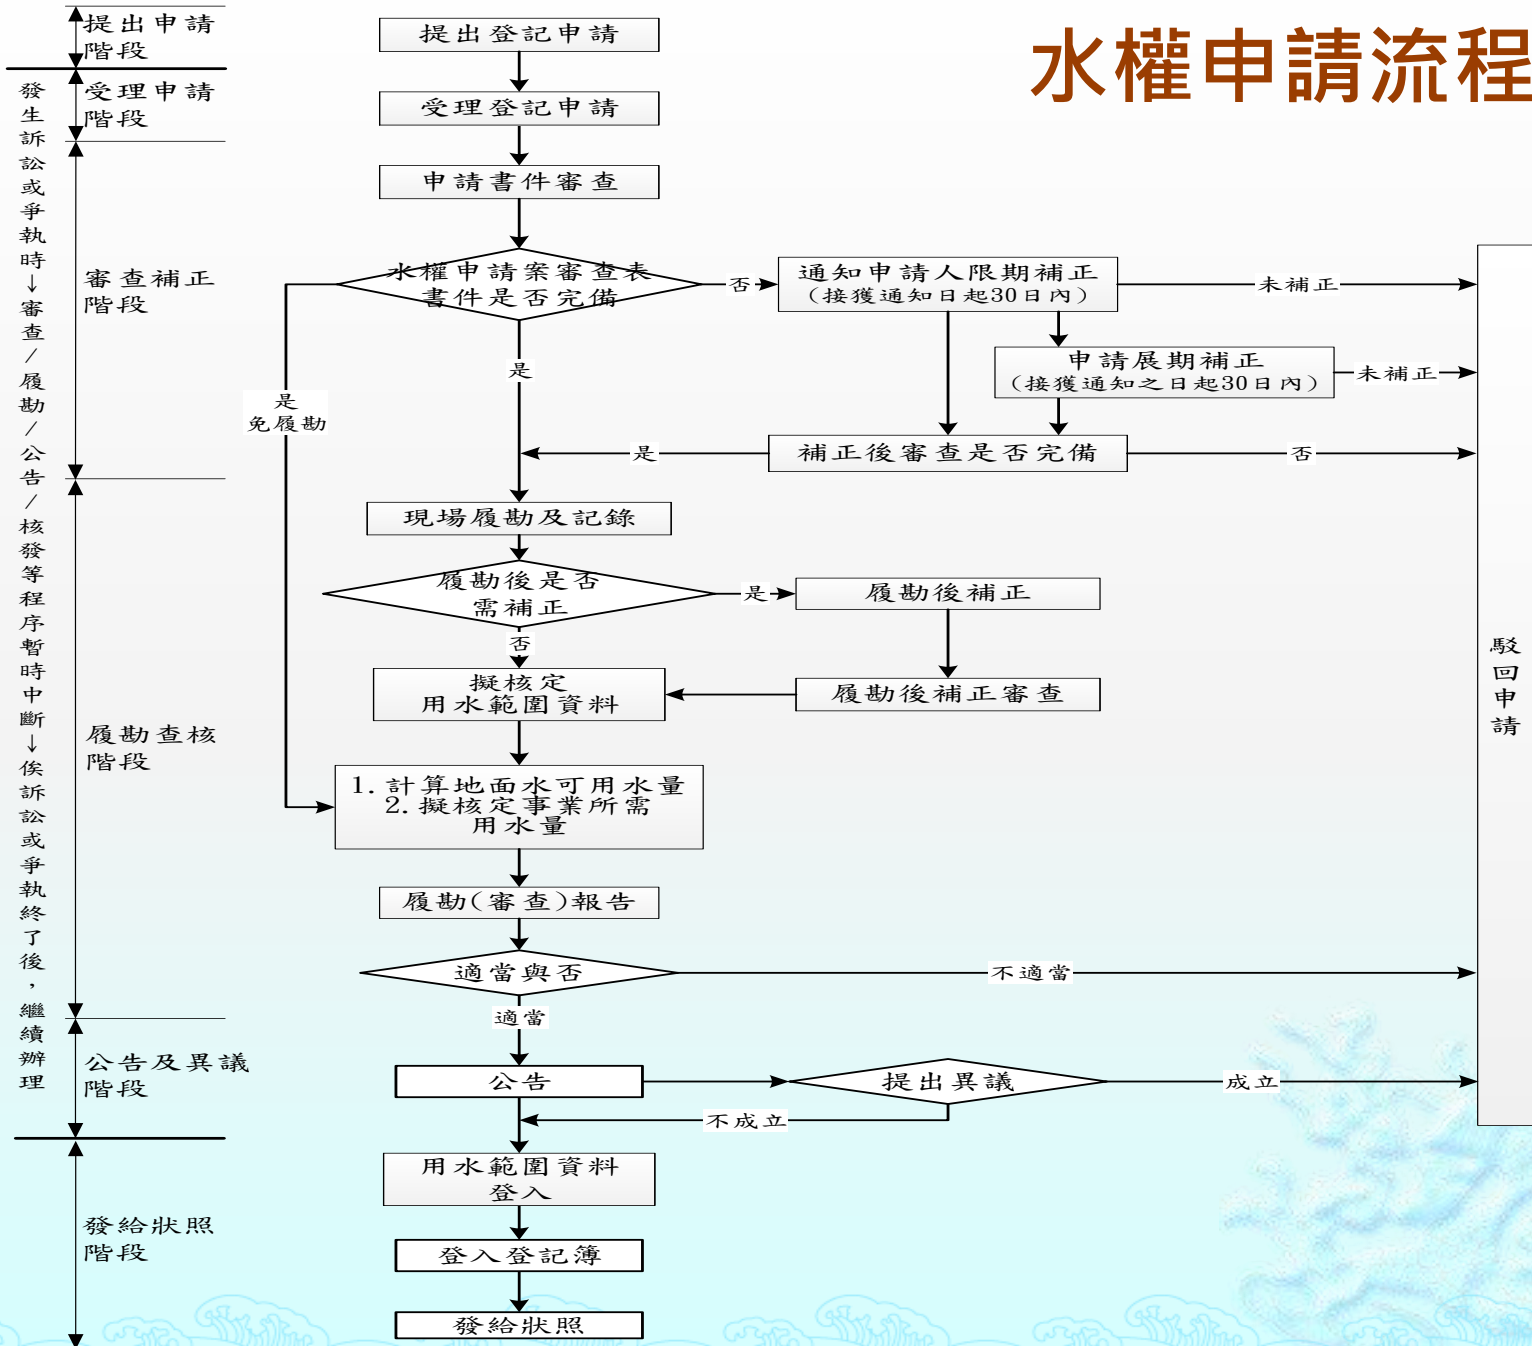 水權申請流程
提出申請
階段
受理申請
階段
審查補正
階段
履勘查核
階段
公告及異議
階段
發給狀照
階段
發生訴訟或爭執時↓審查/履勘/公告/核發等程序暫時中斷↓俟訴訟或爭執終了後,繼續辦理
提出登記申請
受理登記申請
申請書件審查
水權申請案審查表
書件是否完備
否
通知申請人限期補正
(接獲通知日起30日內)
未補正
申請展期補正
(接獲通知之日起30日內)
未補正
是
是
免履勘
補正後審查是否完備
是
否
現場履勘及記錄
履勘後是否
需補正
是
履勘後補正
否
擬核定
用水範圍資料
履勘後補正審查
1.計算地面水可用水量
2.擬核定事業所需
用水量
履勘(審查)報告
適當與否
不適當
適當
公告
提出異議
成立
不成立
用水範圍資料
登入
登入登記簿
發給狀照
駁回申請